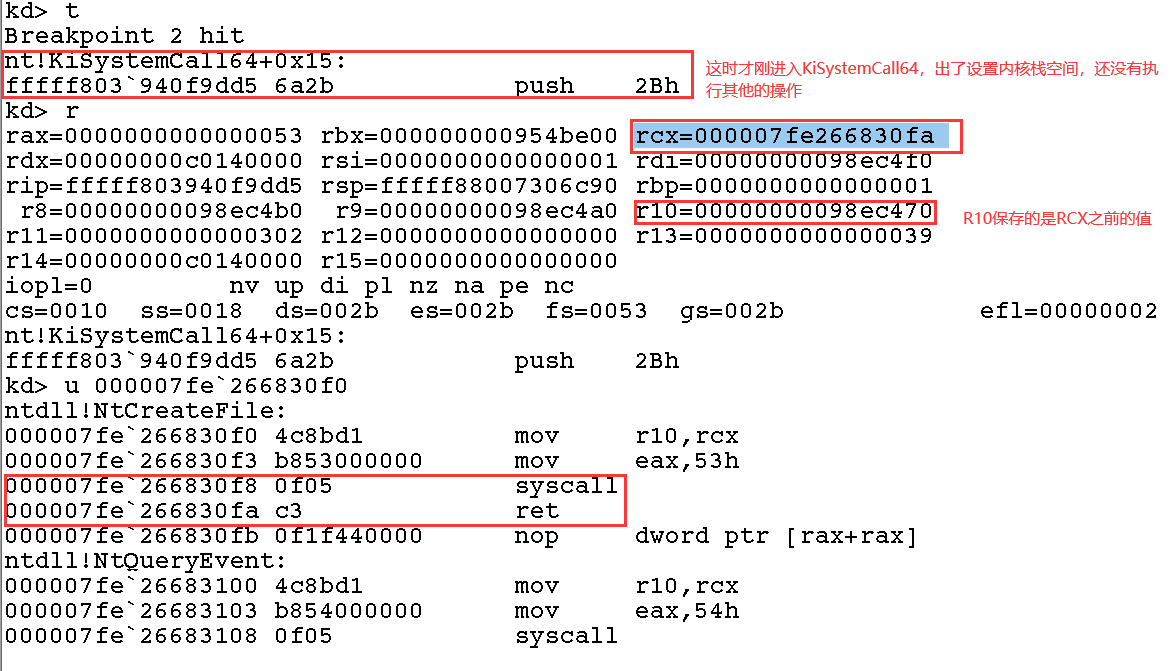 kd> t
Breakpoint 2 hit
nt!KiSystemCall64+0x15:
fffff803`940f9dd5 6a2b            push    2Bh
这时才刚进入KiSystemCall64，出了设置内核栈空间，还没有执
行其他的操作
kd> r
rax=0000000000000053 rbx=000000000954be00 rcx=000007fe266830fa
rdx=00000000c0140000 rsi=0000000000000001 rdi=00000000098ec4f0
rip=fffff803940f9dd5 rsp=fffff88007306c90 rbp=0000000000000001
 r8=00000000098ec4b0  r9=00000000098ec4a0 r10=00000000098ec470
R10保存的是RCX之前的值
r11=0000000000000302 r12=0000000000000000 r13=0000000000000039
r14=00000000c0140000 r15=0000000000000000
iopl=0         nv up di pl nz na pe nc
cs=0010  ss=0018  ds=002b  es=002b  fs=0053  gs=002b             efl=00000002
nt!KiSystemCall64+0x15:
fffff803`940f9dd5 6a2b            push    2Bh
kd> u 000007fe`266830f0
ntdll!NtCreateFile:
000007fe`266830f0 4c8bd1          mov     r10,rcx
000007fe`266830f3 b853000000      mov     eax,53h
000007fe`266830f8 0f05            syscall
000007fe`266830fa c3              ret
000007fe`266830fb 0f1f440000      nop     dword ptr [rax+rax]
ntdll!NtQueryEvent:
000007fe`26683100 4c8bd1          mov     r10,rcx
000007fe`26683103 b854000000      mov     eax,54h
000007fe`26683108 0f05            syscall